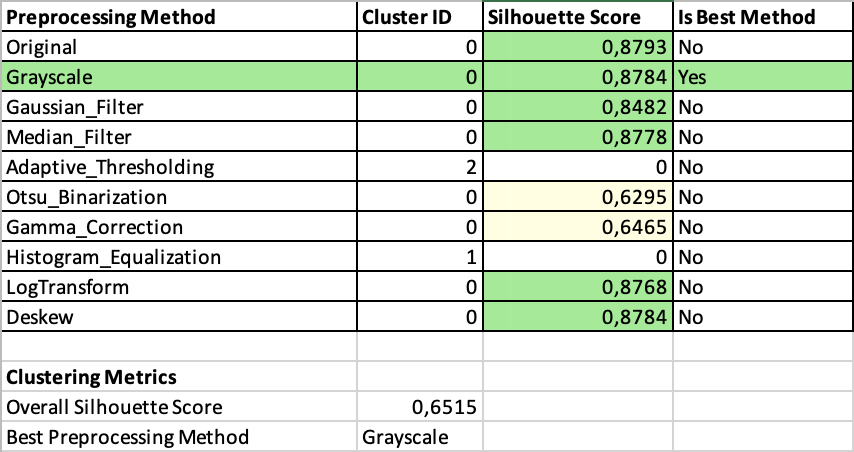 Preprocessing Method Cluster ID Silhouette Score Is Best Method
Original 0 0,8793 No
Grayscale 0 0,8784 Yes
Gaussian_Filter 0 0,8482 No
Median_Filter 0 0,8778 No
Adaptive_Thresholding 2 0 No
Otsu_Binarization 0 0,6295 No
Gamma_Correction 0 0,6465 No
Histogram_Equalization 1 0 No
LogTransform 0 0,8768 No
Deskew 0 0,8784 No
Clustering Metrics
Overall Silhouette Score 0,6515
Best Preprocessing Method Grayscale